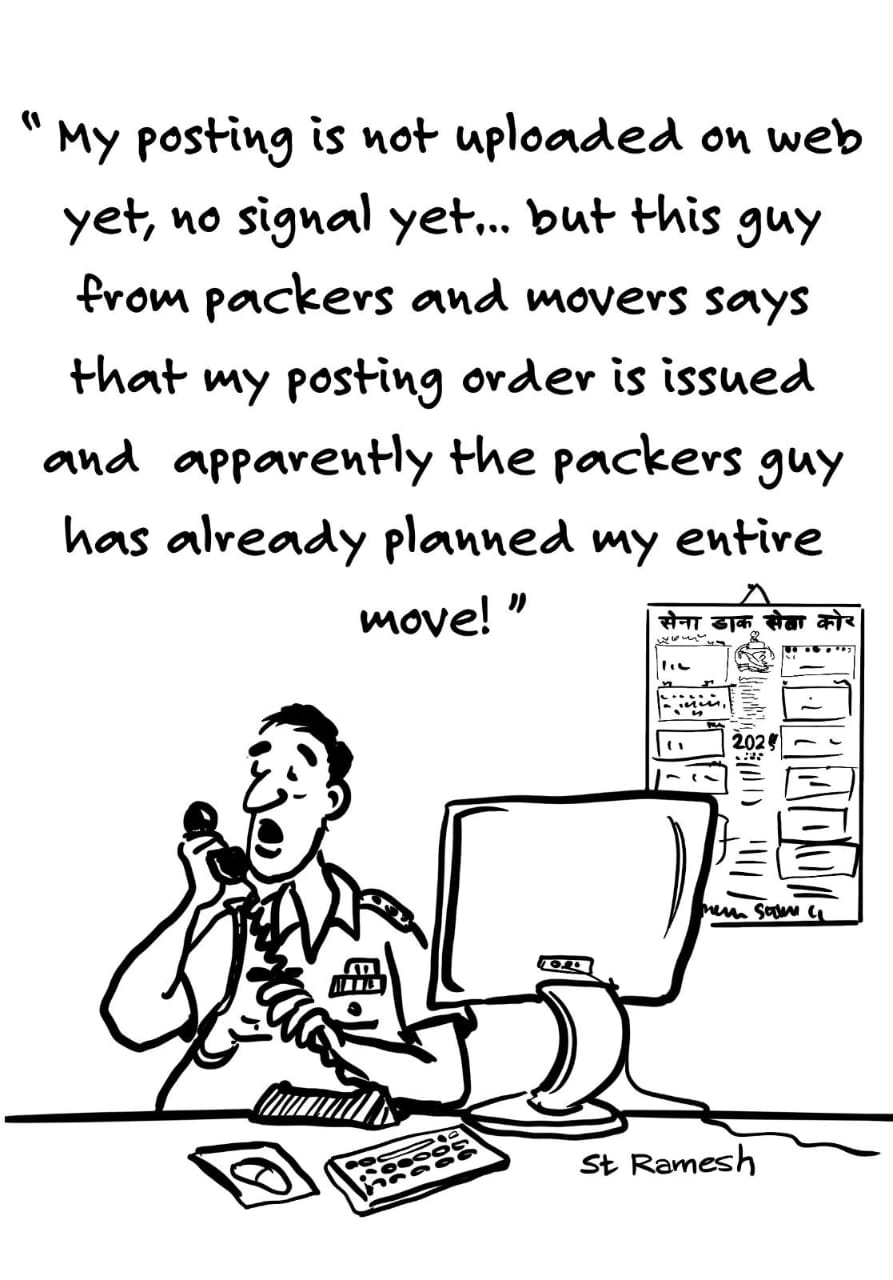 “ My posting is not uploaded on web
yet, no signal yet... but this guy
from packers and movers says
that my posting order is issued
and apparently the packers guy
has already planned my entire
move! ”
सेना डाक सेवा कोर
St Ramesh